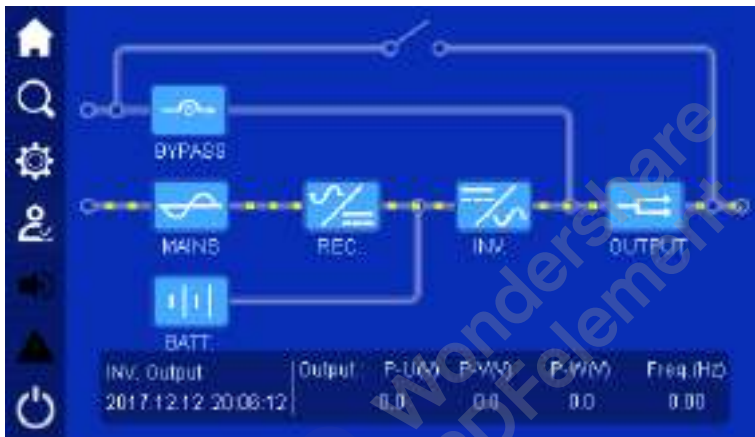 BYPASS
MAINS
REC.
INV.
OUTPUT
BATT.
INV. Output
Output P-U(V) P-V(V) P-W(V) Freq.(Hz)
2017.12.12 20:06:12 0.0 0.0 0.0 0.00
Wondershare
PDFelement